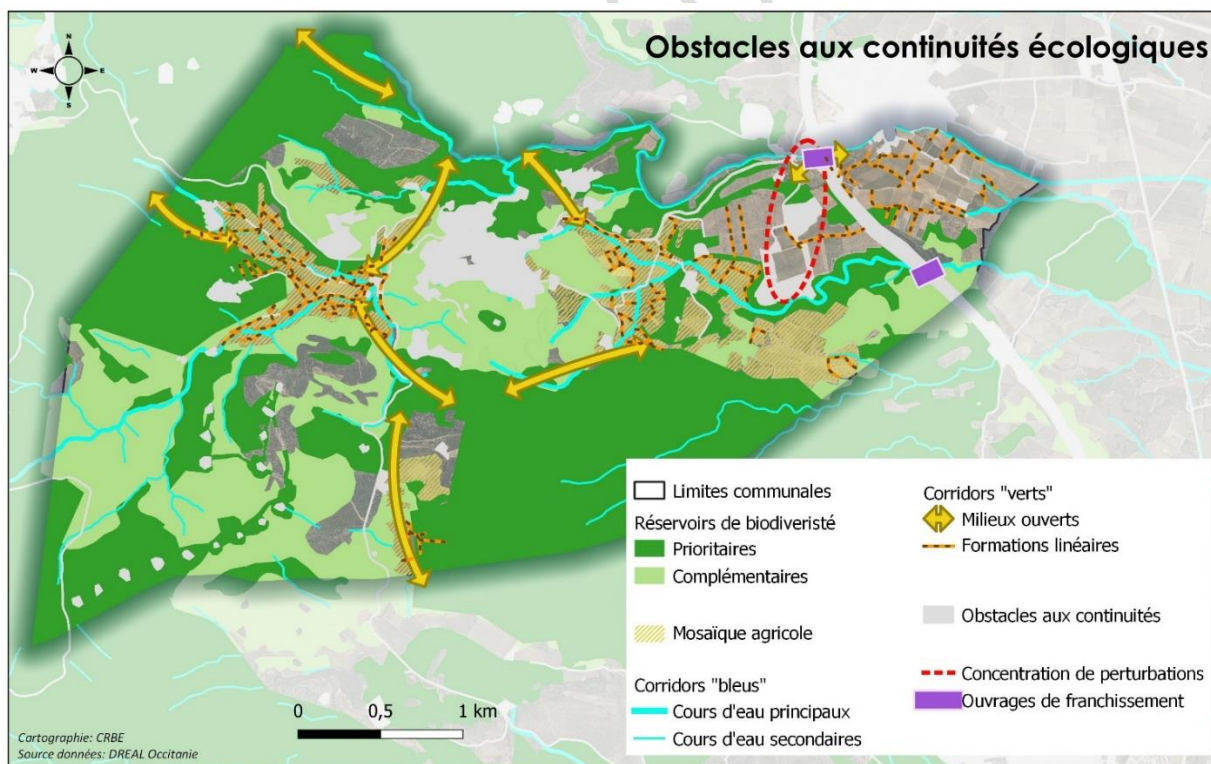 Obstacles aux continuités écologiques
N
W E
S
Limites communales
Réservoirs de biodiveristé
Prioritaires
Complémentaires
Mosaïque agricole
Corridors "bleus"
Cours d'eau principaux
Cours d'eau secondaires
Corridors "verts"
Milieux ouverts
Formations linéaires
Obstacles aux continuités
Concentration de perturbations
Ouvrages de franchissement
0 0,5 1 km
Cartographie: CRBE
Source données: DREAL Occitanie